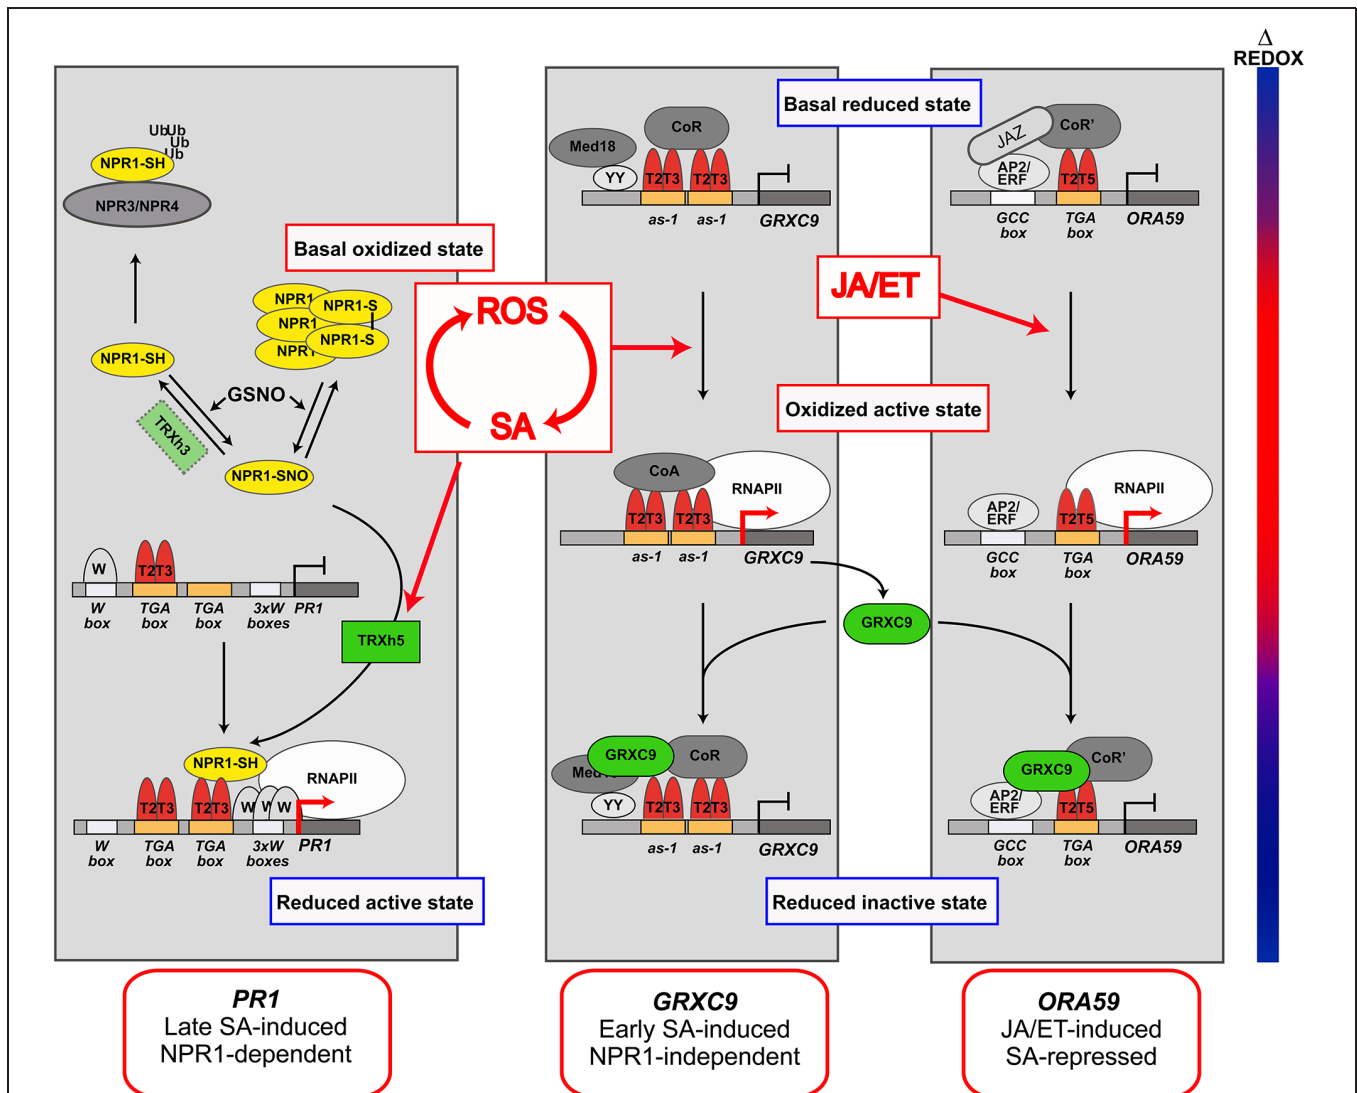 Δ
REDOX
UbUb
Ub
Ub
NPR1-SH
NPR3/NPR4
Basal oxidized state
NPR1
NPR1-S
NPR1
NPR1-S
NPR1
NPR1-SH
GSNO
TRXh3
NPR1-SNO
W
T2T3
W
box
TGA
box
TGA
box
3xW
boxes
PR1
TRXh5
NPR1-SH
RNAPII
T2T3
T2T3
W
W
W
W
box
TGA
box
TGA
box
3xW
boxes
PR1
Reduced active state
ROS
SA
Basal reduced state
Med18
CoR
YY
T2T3
T2T3
as-1
as-1
GRXC9
JA/ET
Oxidized active state
CoA
RNAPII
T2T3
T2T3
as-1
as-1
GRXC9
GRXC9
GRXC9
CoR
Med18
YY
T2T3
T2T3
as-1
as-1
GRXC9
Reduced inactive state
JAZ
CoR’
AP2/
ERF
T2T5
GCC
box
TGA
box
ORA59
RNAPII
AP2/
ERF
T2T5
GCC
box
TGA
box
ORA59
GRXC9
CoR’
AP2/
ERF
T2T5
GCC
box
TGA
box
ORA59
PR1
Late SA-induced
NPR1-dependent
GRXC9
Early SA-induced
NPR1-independent
ORA59
JA/ET-induced
SA-repressed